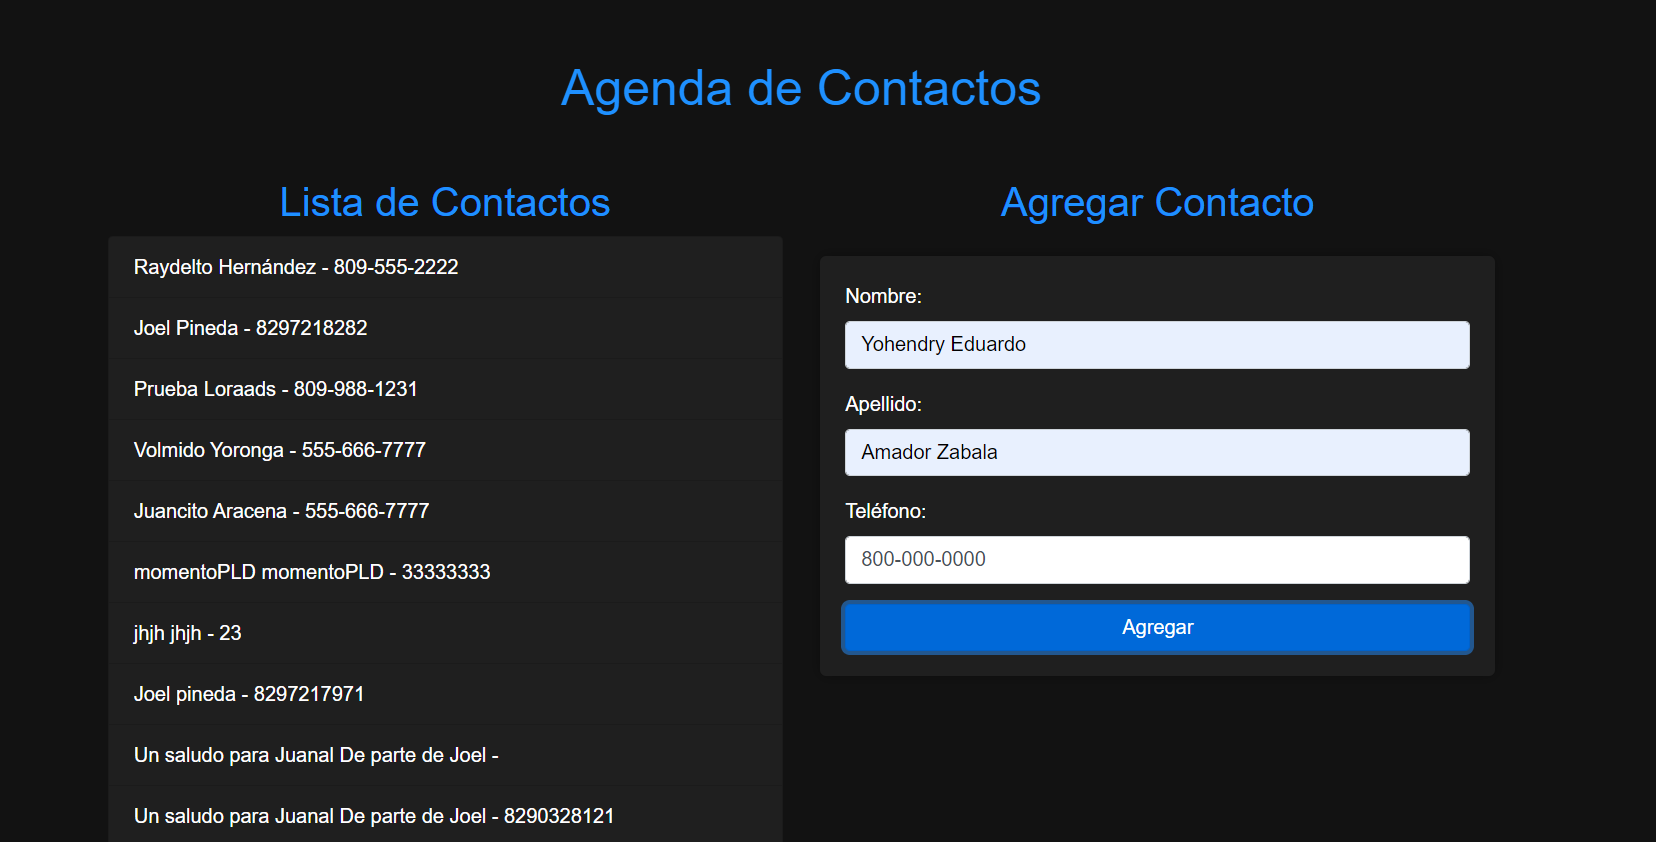 Agenda de Contactos
Lista de Contactos
Raydelto Hernández - 809-555-2222
Joel Pineda - 8297218282
Prueba Loraads - 809-988-1231
Volmido Yoronga - 555-666-7777
Juancito Aracena - 555-666-7777
momentoPLD momentoPLD - 33333333
jhjh jhjh - 23
Joel pineda - 8297217971
Un saludo para Juanal De parte de Joel -
Un saludo para Juanal De parte de Joel - 8290328121
Agregar Contacto
Nombre:
Yohendry Eduardo
Apellido:
Amador Zabala
Teléfono:
800-000-0000
Agregar